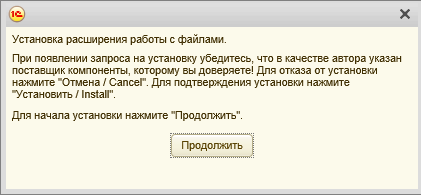 1С
Установка расширения работы с файлами.
При появлении запроса на установку убедитесь, что в качестве автора указан
поставщик компоненты, которому вы доверяете! Для отказа от установки
нажмите "Отмена / Cancel". Для подтверждения установки нажмите
"Установить / Install".
Для начала установки нажмите "Продолжить".
Продолжить